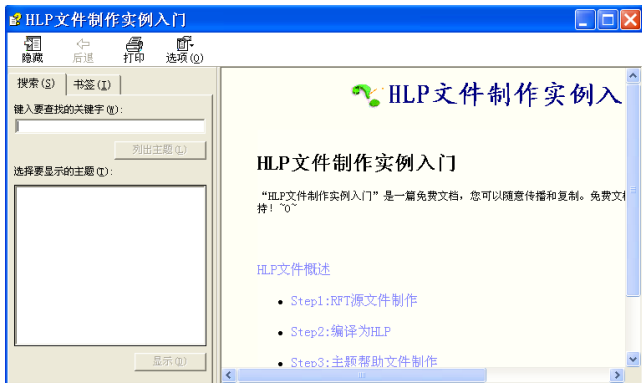 HLP文件制作实例入门
隐藏 后退 打印 选项(O)
搜索(S) 书签(I)
键入要查找的关键字(W):
列出主题(L)
选择要显示的主题(T):
显示(D)
HLP文件制作实例入
HLP文件制作实例入门
“HLP文件制作实例入门”是一篇免费文档，您可以随意传播和复制。免费文档
持！~0~
HLP文件概述
Step1:RFT源文件制作
Step2:编译为HLP
Step3:主题帮助文件制作